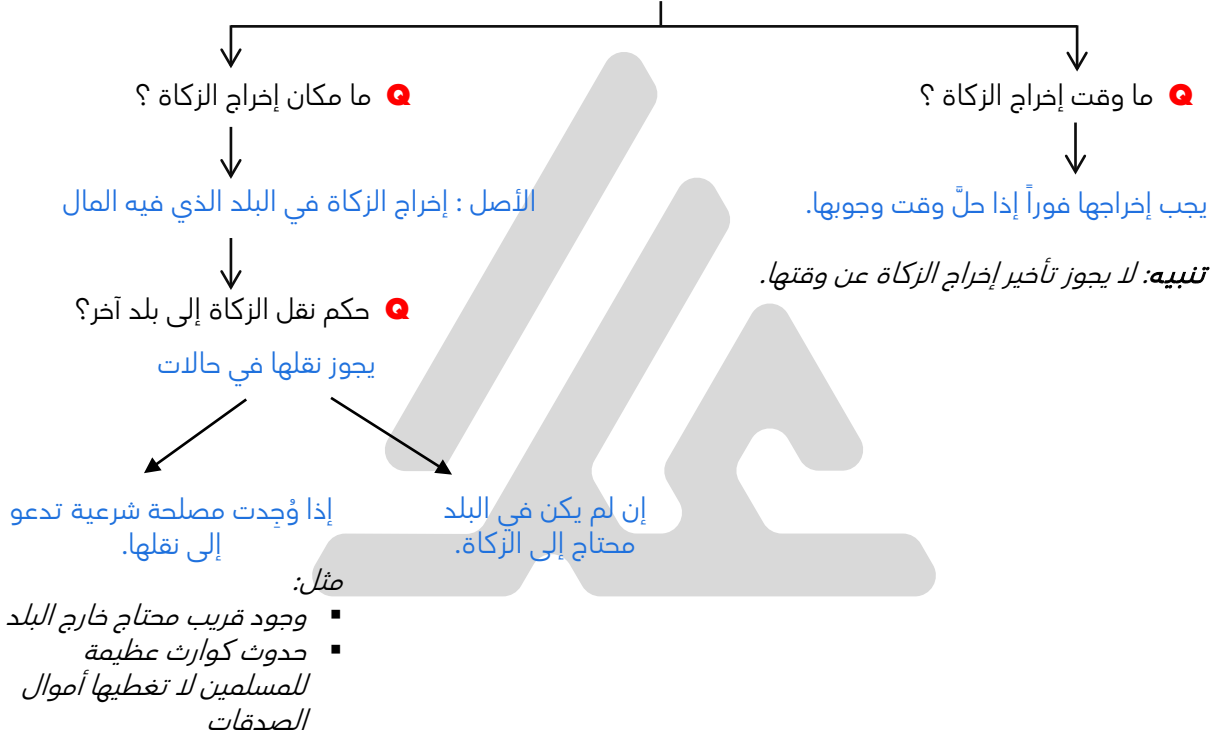 Q ما وقت إخراج الزكاة ؟
يجب إخراجها فوراً إذا حلَّ وقت وجوبها.
تنبيه: لا يجوز تأخير إخراج الزكاة عن وقتها.
Q ما مكان إخراج الزكاة ؟
الأصل : إخراج الزكاة في البلد الذي فيه المال
Q حكم نقل الزكاة إلى بلد آخر؟
يجوز نقلها في حالات
إن لم يكن في البلد
محتاج إلى الزكاة.
إذا وُجِدت مصلحة شرعية تدعو
إلى نقلها.
مثل:
▪ وجود قريب محتاج خارج البلد
▪ حدوث كوارث عظيمة
للمسلمين لا تغطيها أموال
الصدقات